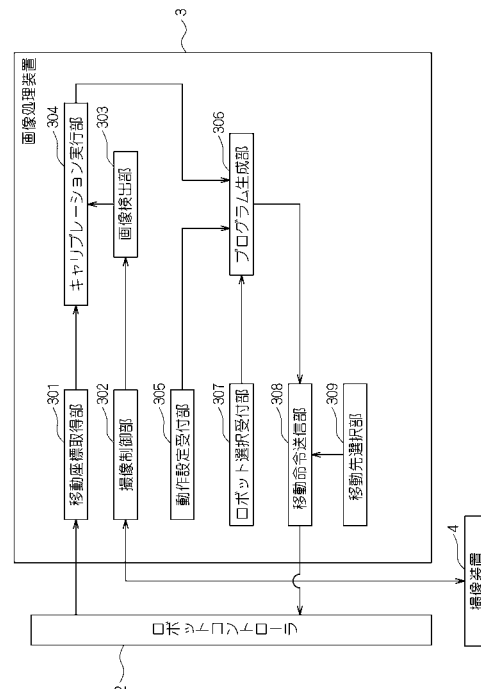 画像処理装置
3
304
キャリブレーション実行部
303
画像検出部
306
プログラム生成部
301
移動座標取得部
302
撮像制御部
305
動作設定受付部
307
ロボット選択受付部
308
移動命令送信部
309
移動先選択部
4
撮像装置
ロボットコントローラー
2